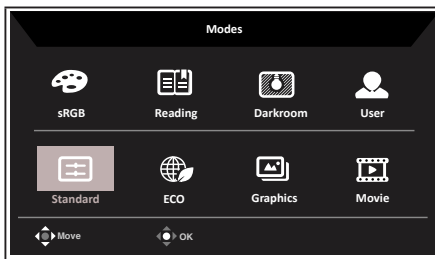 Modes
sRGB Reading Darkroom User
Standard ECO Graphics Movie
Move OK